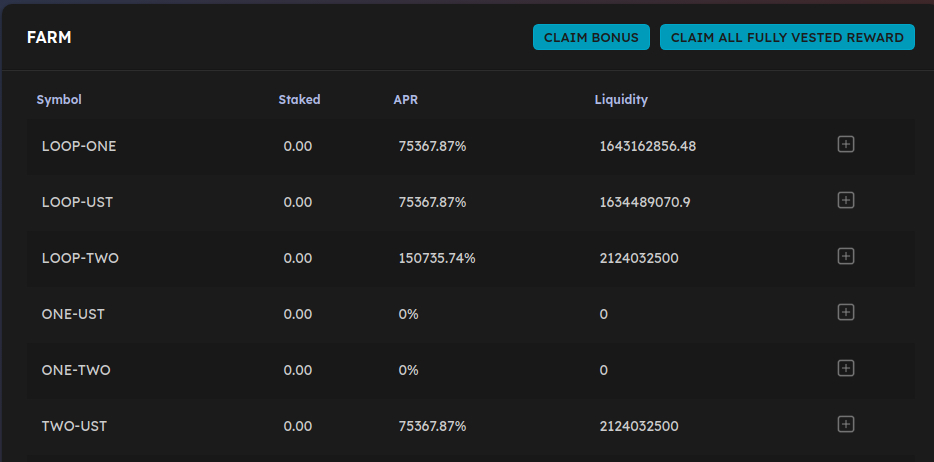 FARM CLAIM BONUS CLAIM ALL FULLY VESTED REWARD
Symbol Staked APR Liquidity
LOOP-ONE 0.00 75367.87% 1643162856.48
LOOP-UST 0.00 75367.87% 1634489070.9
LOOP-TWO 0.00 150735.74% 2124032500
ONE-UST 0.00 0% 0
ONE-TWO 0.00 0% 0
TWO-UST 0.00 75367.87% 2124032500